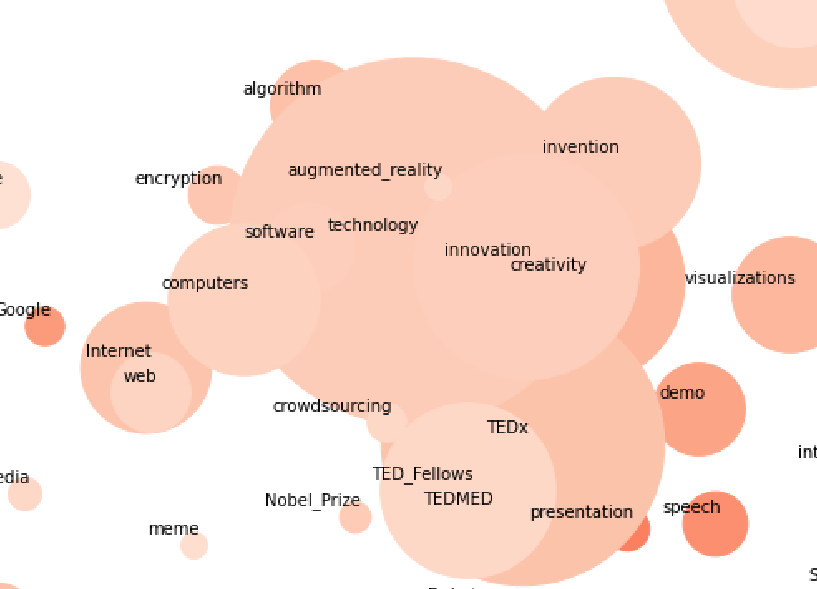 algorithm
invention
augmented_reality
encryption
technology
software
innovation
creativity
visualizations
computers
Google
Internet
web
demo
crowdsourcing
TEDx
TED_Fellows
edia
TEDMED
Nobel_Prize
speech
presentation
meme